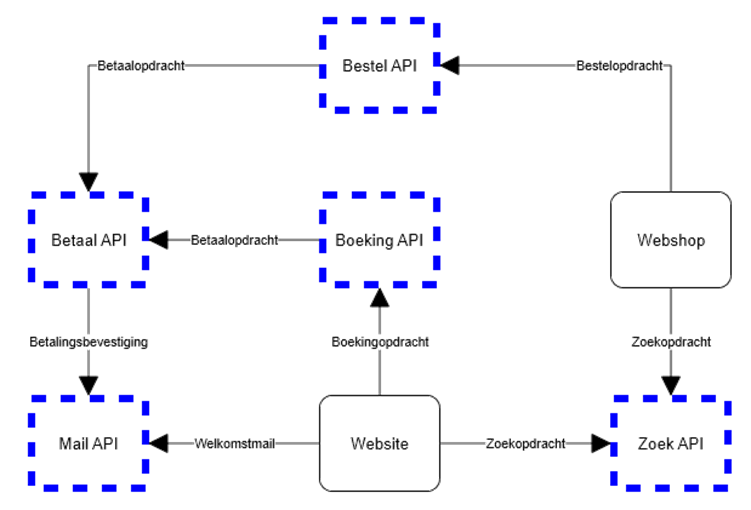 Betaalopdracht
Bestel API
Bestelopdracht
Betaal API
Betaalopdracht
Boeking API
Webshop
Betalingsbevestiging
Boekingopdracht
Zoekopdracht
Mail API
Welkomstmail
Website
Zoekopdracht
Zoek API